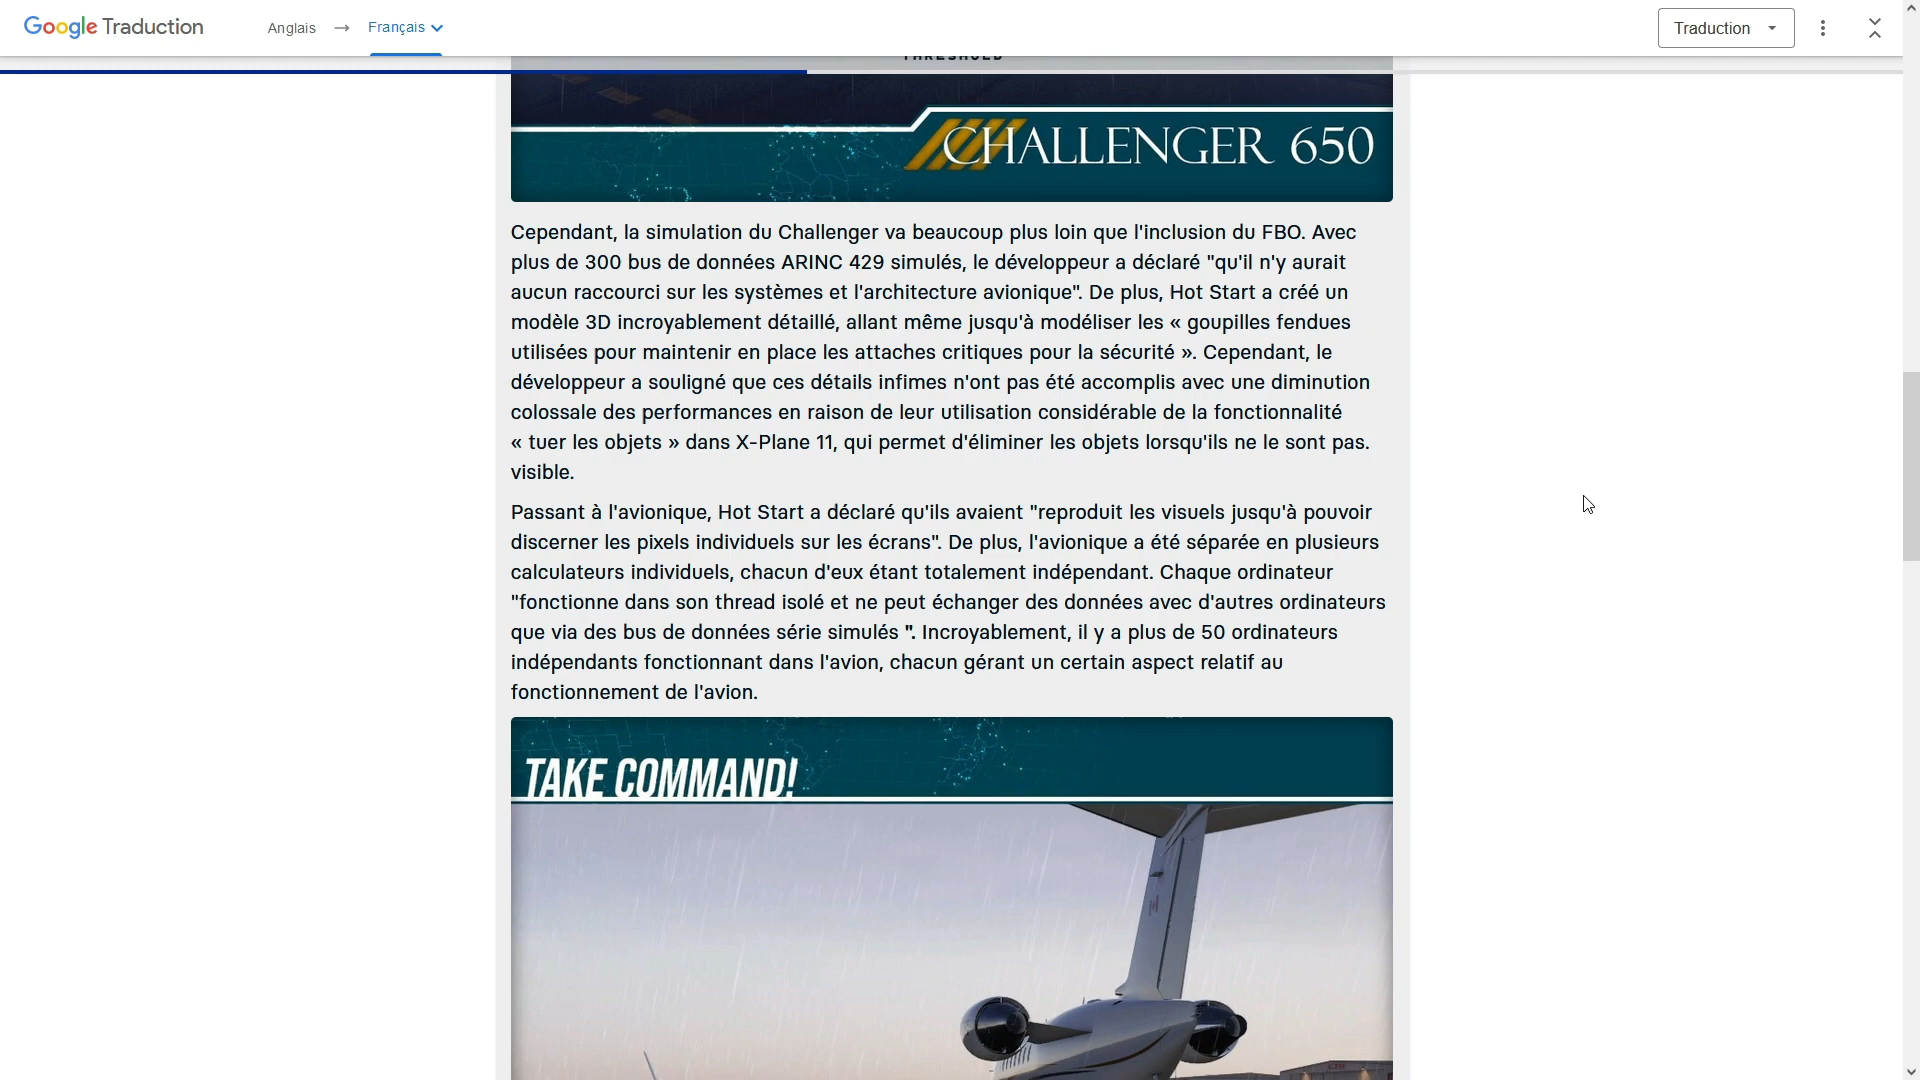 Google Traduction
Anglais → Français
Traduction
THRESHOLD
CHALLENGER 650
Cependant, la simulation du Challenger va beaucoup plus loin que l'inclusion du FBO. Avec
plus de 300 bus de données ARINC 429 simulés, le développeur a déclaré "qu'il n'y aurait
aucun raccourci sur les systèmes et l'architecture avionique". De plus, Hot Start a créé un
modèle 3D incroyablement détaillé, allant même jusqu'à modéliser les « goupilles fendues
utilisées pour maintenir en place les attaches critiques pour la sécurité ». Cependant, le
développeur a souligné que ces détails infimes n'ont pas été accomplis avec une diminution
colossale des performances en raison de leur utilisation considérable de la fonctionnalité
« tuer les objets » dans X-Plane 11, qui permet d'éliminer les objets lorsqu'ils ne le sont pas.
visible.
Passant à l'avionique, Hot Start a déclaré qu'ils avaient "reproduit les visuels jusqu'à pouvoir
discerner les pixels individuels sur les écrans". De plus, l'avionique a été séparée en plusieurs
calculateurs individuels, chacun d'eux étant totalement indépendant. Chaque ordinateur
"fonctionne dans son thread isolé et ne peut échanger des données avec d'autres ordinateurs
que via des bus de données série simulés ". Incroyablement, il y a plus de 50 ordinateurs
indépendants fonctionnant dans l'avion, chacun gérant un certain aspect relatif au
fonctionnement de l'avion.
TAKE COMMAND!